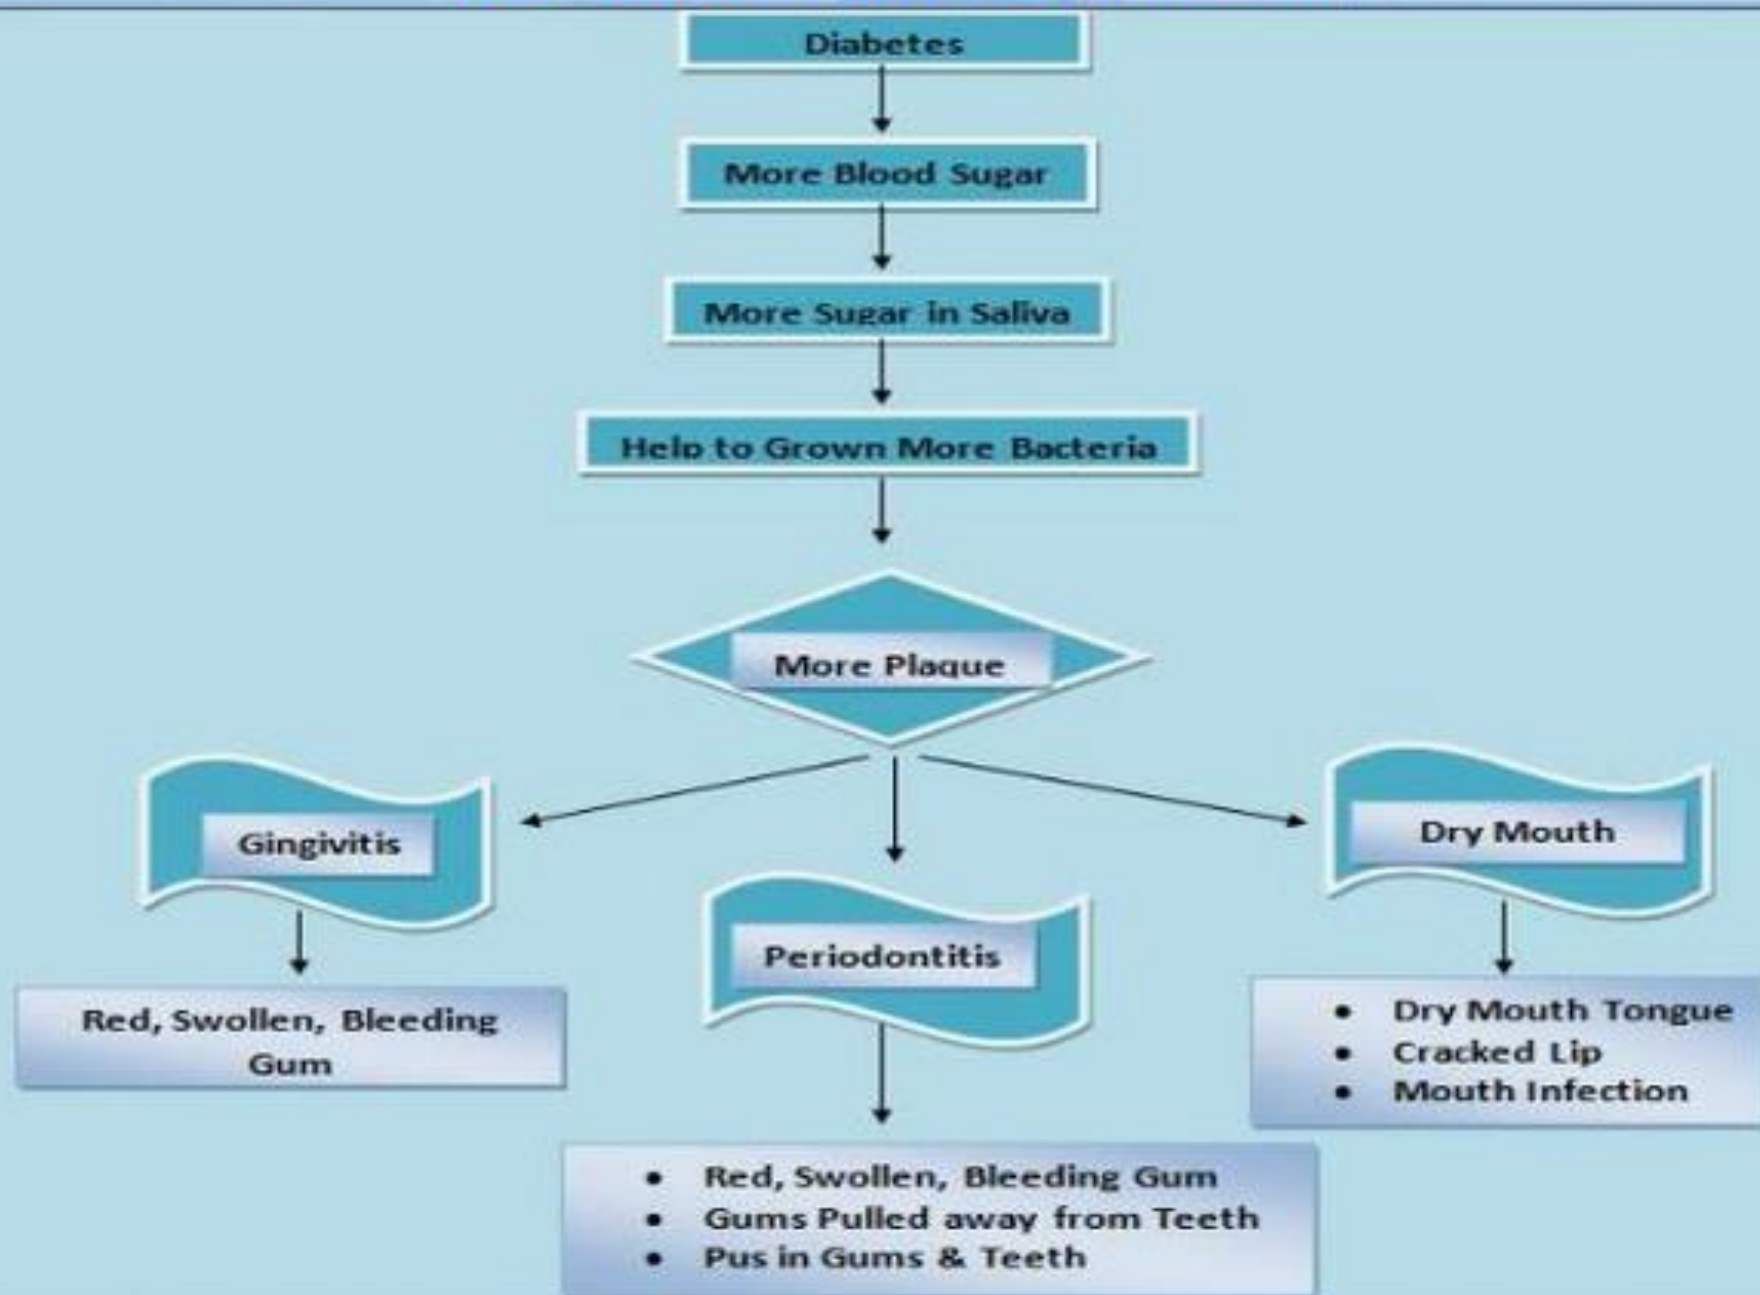 Diabetes
More Blood Sugar
More Sugar in Saliva
Help to Grown More Bacteria
More Plaque
Gingivitis
Red, Swollen, Bleeding
Gum
Periodontitis
• Red, Swollen, Bleeding Gum
• Gums Pulled away from Teeth
• Pus in Gums & Teeth
Dry Mouth
• Dry Mouth Tongue
• Cracked Lip
• Mouth Infection